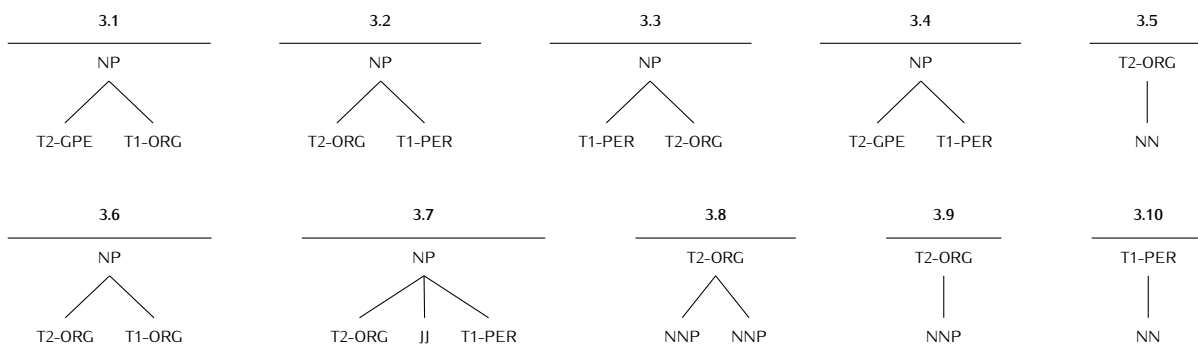 3.1 3.2 3.3 3.4 3.5
NP NP NP NP T2-ORG
T2-GPE T1-ORG T2-ORG T1-PER T1-PER T2-ORG T2-GPE T1-PER NN
3.6 3.7 3.8 3.9 3.10
NP NP T2-ORG T2-ORG T1-PER
T2-ORG T1-ORG T2-ORG JJ T1-PER NNP NNP NNP NN